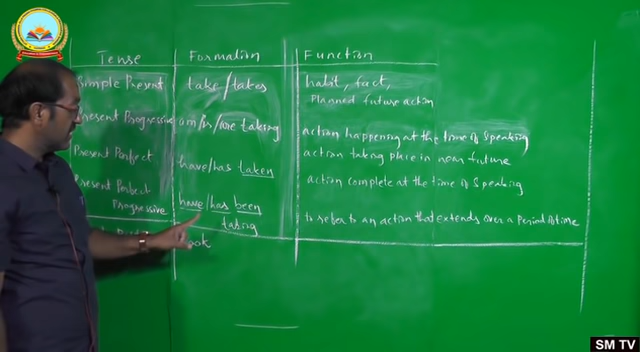 Tense Formation Function
Simple Present take/takes habit, fact,
Planned future action
Present Progressive am/is/are taking action happening at the time of speaking
action taking place in near future
Present Perfect have/has taken action complete at the time of speaking
Present Perfect
Progressive have/has been
taking to refer to an action that extends over a period of time
SM TV